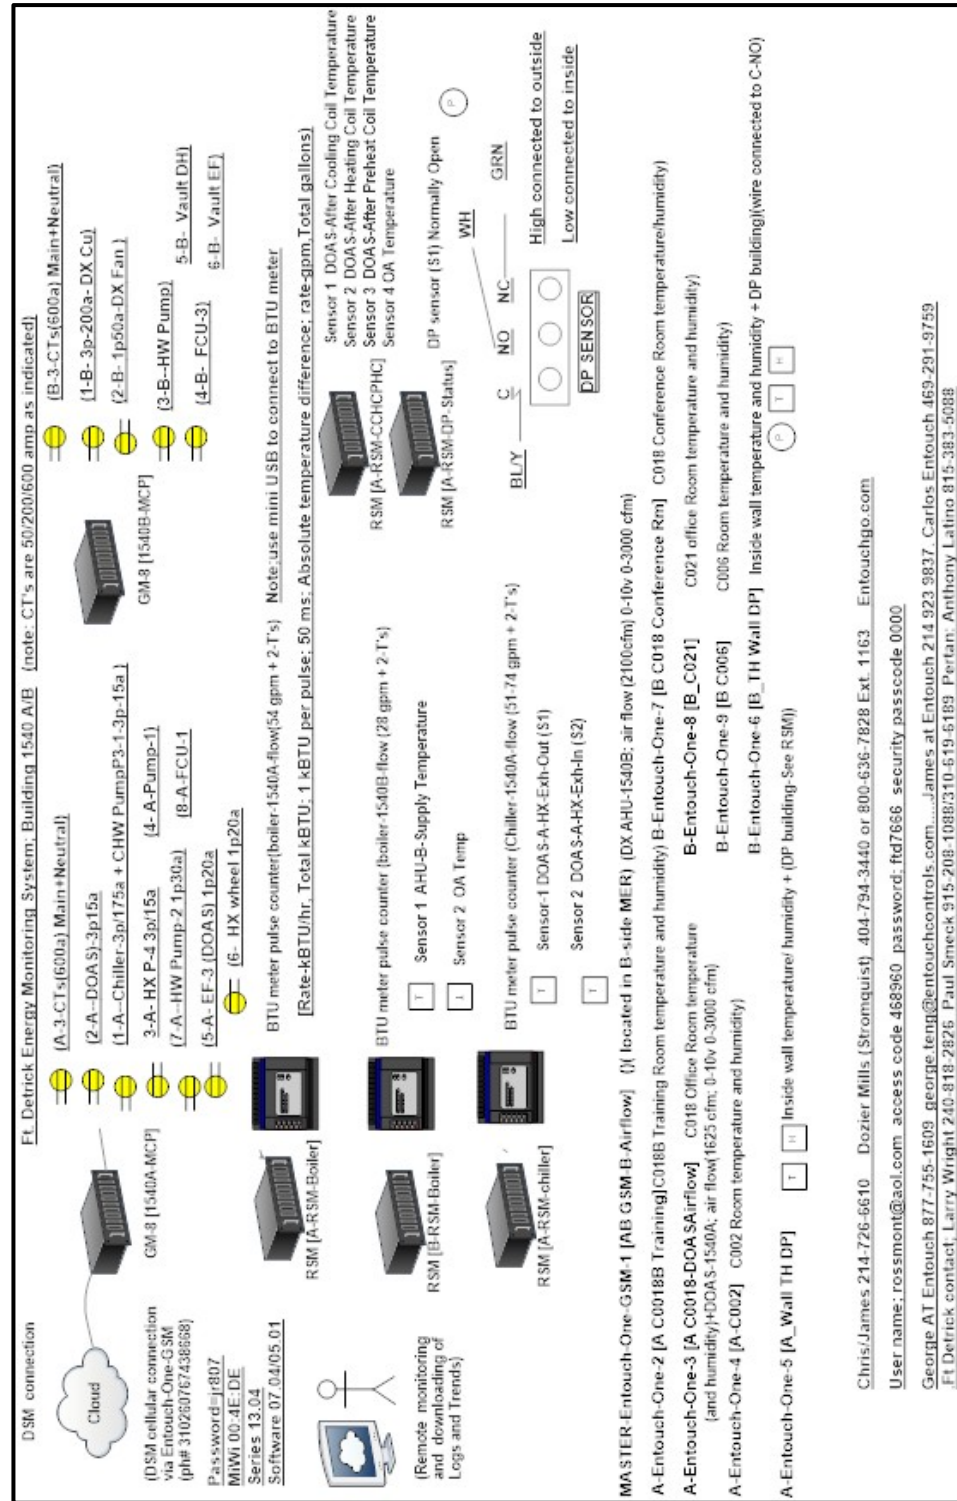 Ft Detrick Energy Monitoring System; Building 1540 A/B (note: CT's are 50/200/600 amp as indicated)
DSM connection
Cloud
(DSM cellular connection
via Entouch-One-GSM
(ph# 310260767438668)
Password=jr807
MiWi 00:4E:DE
Series 13.04
Software 07.04/05.01
(Remote monitoring
and downloading of
Logs and Trends)
GM-8 [1540A-MCP]
(A-3-CTs(600a) Main+Neutral)
(2-A--DOAS)-3p15a
(1-A--Chiller-3p/175a + CHW PumpP3-1-3p-15a )
3-A- HX P-4 3p/15a
(4- A-Pump-1)
(7-A--HW Pump-2 1p30a)
(8-A-FCU-1
(5-A- EF-3 (DOAS) 1p20a
(6- HX wheel 1p20a
GM-8 [1540B-MCP]
(B-3-CTs(600a) Main+Neutral)
(1-B- 3p-200a- DX Cu)
(2-B- 1p50a-DX Fan )
(3-B--HW Pump)
5-B- Vault DH)
(4-B- FCU-3)
6-B- Vault EF)
RSM [A-RSM-Boiler]
BTU meter pulse counter(boiler-1540A-flow(54 gpm + 2-T's) Note;use mini USB to connect to BTU meter
[Rate-kBTU/hr, Total kBTU; 1 kBTU per pulse; 50 ms; Absolute temperature difference; rate-gpm,Total gallons)
RSM [B-RSM-Boiler]
BTU meter pulse counter (boiler-1540B-flow (28 gpm + 2-T's)
T
Sensor 1 AHU-B-Supply Temperature
Sensor 2 OA Temp
RSM [A-RSM-CCHCPHC]
Sensor 1 DOAS-After Cooling Coil Temperature
Sensor 2 DOAS-After Heating Coil Temperature
Sensor 3 DOAS-After Preheat Coil Temperature
Sensor 4 OA Temperature
RSM [A-RSM-DP-Status]
DP sensor (S1) Normally Open
P
RSM [A-RSM-chiller]
BTU meter pulse counter (Chiller-1540A-flow (51-74 gpm + 2-T's)
T
Sensor-1 DOAS-A-HX-Exh-Out (S1)
T
Sensor 2 DOAS-A-HX-Exh-In (S2)
BL/Y
C
NO
NC
WH
GRN
DP SENSOR
High connected to outside
Low connected to inside
MASTER-Entouch-One-GSM-1 [AB GSM-B-Airflow] ()( located in B-side MER) (DX AHU-1540B; air flow (2100cfm) 0-10v 0-3000 cfm)
A-Entouch-One-2 [A C0018B Training]C018B Training Room temperature and humidity) B-Entouch-One-7 [B C018 Conference Rm] C018 Conference Room temperature/humidity)
A-Entouch-One-3 [A C0018-DOASAirflow] C018 Office Room temperature
(and humidity)+DOAS-1540A; air flow(1625 cfm; 0-10v 0-3000 cfm)
B-Entouch-One-8 [B_C021] C021 office Room temperature and humidity)
A-Entouch-One-4 [A-C002] C002 Room temperature and humidity)
B-Entouch-One-9 [B C006] C006 Room temperature and humidity)
B-Entouch-One-6 [B_TH Wall DP] Inside wall temperature and humidity + DP building)(wire connected to C-NO)
P T H
A-Entouch-One-5 [A_Wall TH DP] T H Inside wall temperature/ humidity + (DP building-See RSM))
Chris/James 214-726-6610 Dozier Mills (Stromquist) 404-794-3440 or 800-636-7828 Ext. 1163 Entouchgo.com
User name; rossmont@aol.com access code 468960 password; ftd7666 security passcode 0000
George AT Entouch 877-755-1609 george.teng@entouchcontrols.com.....James at Entouch 214 923 9837. Carlos Entouch 469-291-9759
.Ft Detrick contact; Larry Wright 240-818-2826 Paul Smeck 915-208-1088/310-619-6189 Pertan; Anthony Latino 815-383-5088